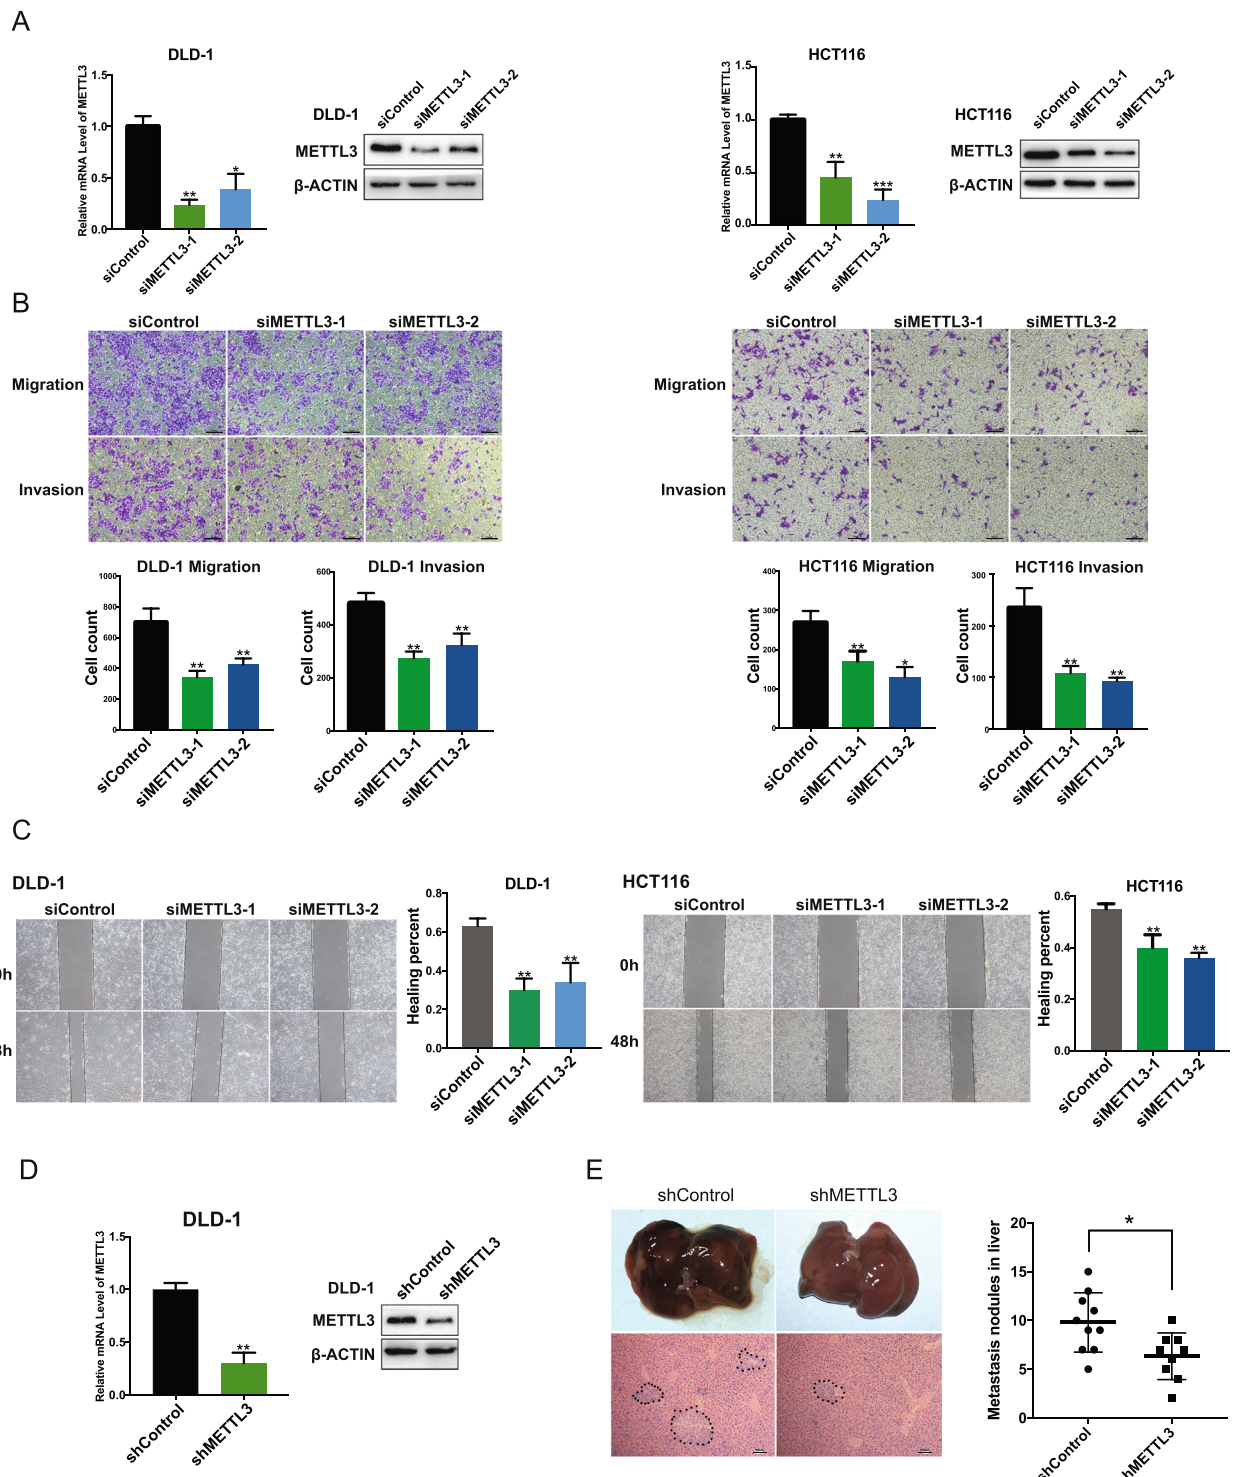 A
DLD-1
Relative mRNA Level of METTL3
1.5
1.0
0.5
0.0
**
*
siControl
siMETTL3-1
siMETTL3-2
DLD-1
siControl
siMETTL3-1
siMETTL3-2
METTL3
β-ACTIN
HCT116
Relative mRNA Level of METTL3
1.5
1.0
0.5
0.0
**
***
siControl
siMETTL3-1
siMETTL3-2
HCT116
siControl
siMETTL3-1
siMETTL3-2
METTL3
β-ACTIN
B
siControl siMETTL3-1 siMETTL3-2
Migration
Invasion
siControl siMETTL3-1 siMETTL3-2
Migration
Invasion
DLD-1 Migration
Cell count
1000
800
600
400
200
0
**
**
siControl
siMETTL3-1
siMETTL3-2
DLD-1 Invasion
Cell count
600
400
200
0
**
**
siControl
siMETTL3-1
siMETTL3-2
HCT116 Migration
Cell count
400
300
200
100
0
**
*
siControl
siMETTL3-1
siMETTL3-2
HCT116 Invasion
Cell count
300
200
100
0
**
**
siControl
siMETTL3-1
siMETTL3-2
C
DLD-1
siControl siMETTL3-1 siMETTL3-2
0h
8h
DLD-1
Healing percent
0.8
0.6
0.4
0.2
0.0
**
**
siControl
siMETTL3-1
siMETTL3-2
HCT116
siControl siMETTL3-1 siMETTL3-2
0h
48h
HCT116
Healing percent
0.6
0.4
0.2
0.0
**
**
siControl
siMETTL3-1
siMETTL3-2
D
DLD-1
Relative mRNA Level of METTL3
1.5
1.0
0.5
0.0
**
shControl
shMETTL3
DLD-1
shControl
shMETTL3
METTL3
β-ACTIN
E
shControl shMETTL3
Metastasis nodules in liver
20
15
10
5
0
*
shControl
shMETTL3